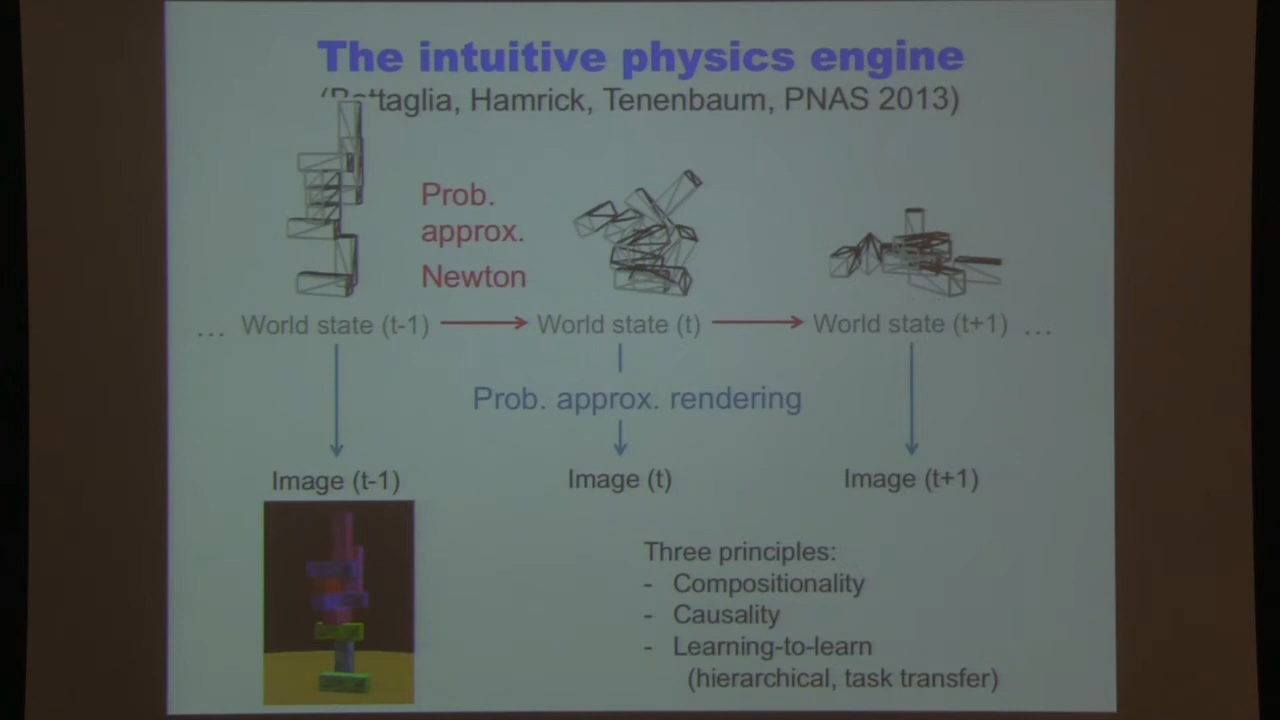 The intuitive physics engine
(Battaglia, Hamrick, Tenenbaum, PNAS 2013)
Prob.
approx.
Newton
... World state (t-1) World state (t) World state (t+1) ...
Prob. approx. rendering
Image (t-1) Image (t) Image (t+1)
Three principles:
- Compositionality
- Causality
- Learning-to-learn
(hierarchical, task transfer)